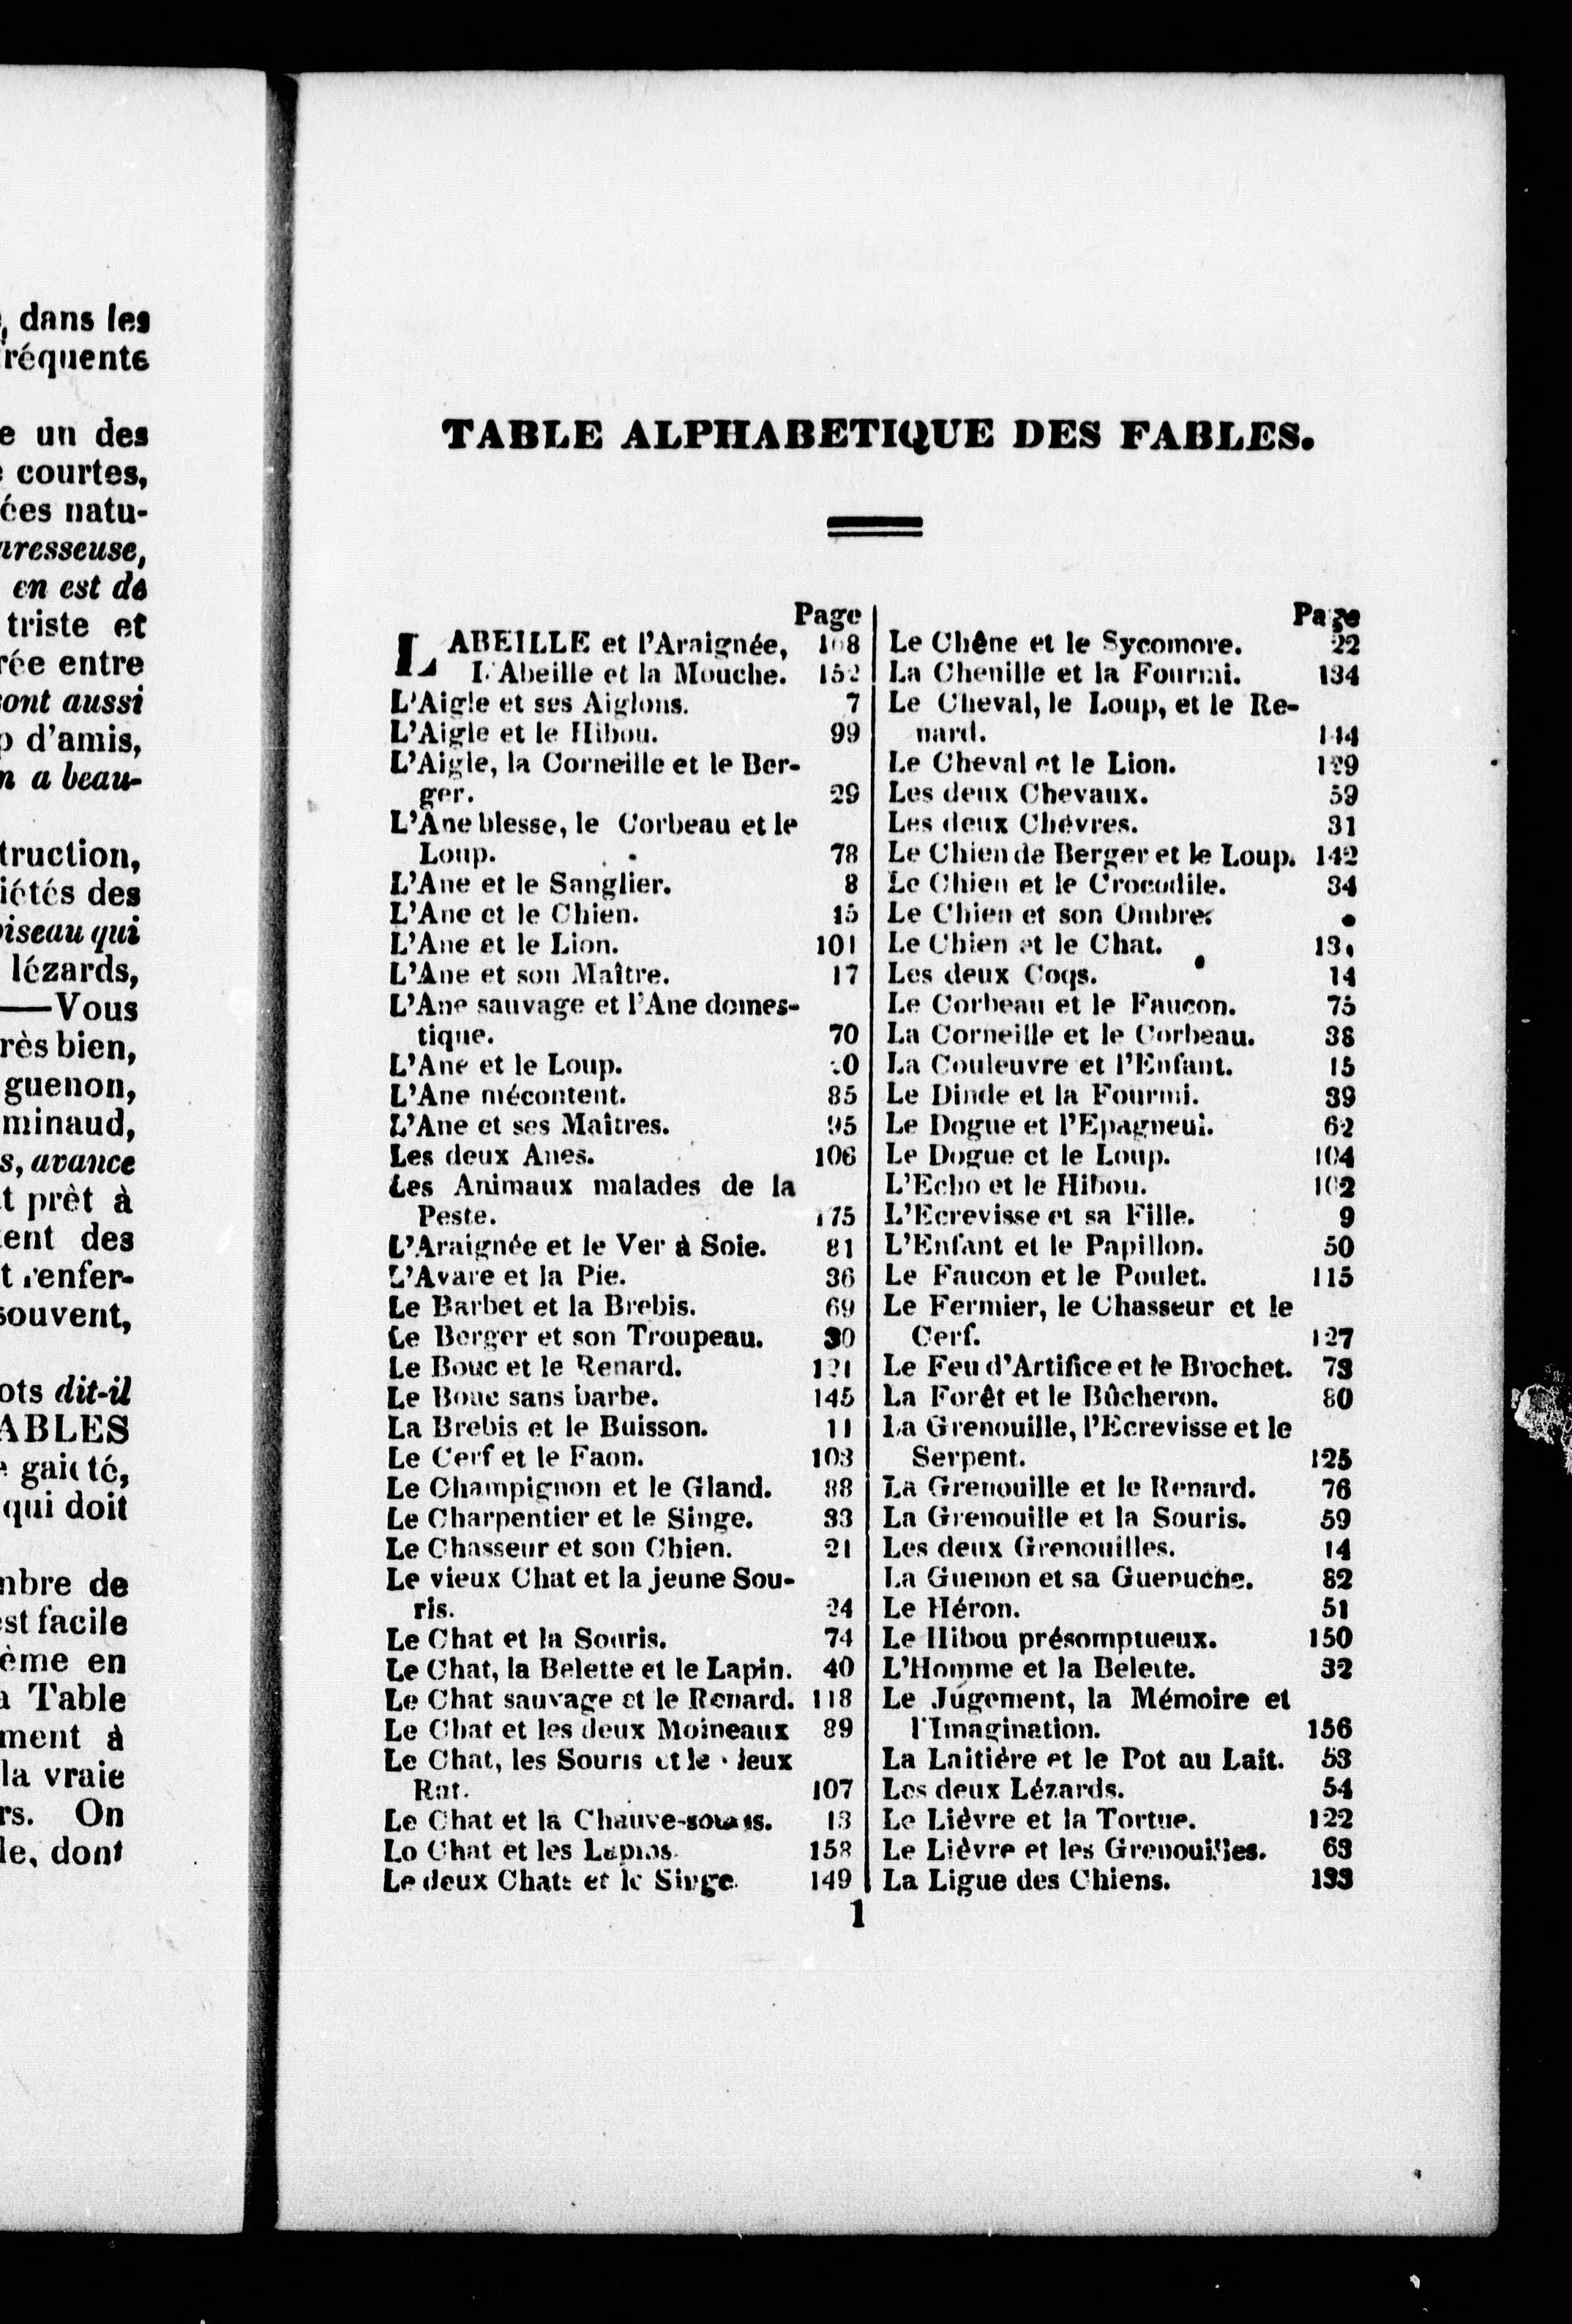 , dans les
fréquents
e un des
courtes,
ées natu-
aresseuse,
en est de
triste et
rée entre
sont aussi
d'amis,
n a beau-
truction,
iétés des
oiseau qui
lézards,
—Vous
rès bien,
guenon,
minaud,
s, avance
t prêt à
tent des
t renfer-
souvent,
ots dit-il
ABLES
gaieté,
qui doit
mbre de
est facile
ème en
a Table
ment à
la vraie
rs. On
le, dont
TABLE ALPHABETIQUE DES FABLES.
Page
L'ABEILLE et l'Araignée, 108
L'Abeille et la Mouche. 152
L'Aigle et ses Aiglons. 7
L'Aigle et le Hibou. 99
L'Aigle, la Corneille et le Ber-
ger. 29
L'Ane blesse, le Corbeau et le
Loup. 78
L'Ane et le Sanglier. 8
L'Ane et le Chien. 15
L'Ane et le Lion. 101
L'Ane et son Maître. 17
L'Ane sauvage et l'Ane domes-
tique. 70
L'Ane et le Loup.
L'Ane mécontent. 85
L'Ane et ses Maîtres. 95
Les deux Anes. 106
Les Animaux malades de la
Peste. 175
L'Araignée et le Ver à Soie. 81
L'Avare et la Pie. 36
Le Barbet et la Brebis. 69
Le Berger et son Troupeau. 30
Le Bouc et le Renard. 121
Le Bouc sans barbe. 145
La Brebis et le Buisson. 11
Le Cerf et le Faon. 103
Le Champignon et le Gland. 88
Le Charpentier et le Singe. 33
Le Chasseur et son Chien. 21
Le vieux Chat et la jeune Sou-
ris. 24
Le Chat et la Souris. 74
Le Chat, la Belette et le Lapin. 40
Le Chat sauvage et le Renard. 118
Le Chat et les deux Moineaux 89
Le Chat, les Souris et le
Rat. 107
Le Chat et la Chauve-souris. 13
Le Chat et les Lapins. 158
Le deux Chats et le Singe. 149
Page
Le Chêne et le Sycomore. 22
La Chenille et la Fourmi. 134
Le Cheval, le Loup, et le Re-
nard. 144
Le Cheval et le Lion. 129
Les deux Chevaux. 59
Les deux Chévres. 31
Le Chien de Berger et le Loup. 142
Le Chien et le Crocodile. 34
Le Chien et son Ombre.
Le Chien et le Chat.
Les deux Coqs. 14
Le Corbeau et le Faucon. 75
La Corneille et le Corbeau. 38
La Couleuvre et l'Enfant. 15
Le Dinde et la Fourmi. 39
Le Dogue et l'Epagneul. 62
Le Dogue et le Loup. 104
L'Echo et le Hibou. 102
L'Ecrevisse et sa Fille. 9
L'Enfant et le Papillon. 50
Le Faucon et le Poulet. 115
Le Fermier, le Chasseur et le
Cerf. 127
Le Feu d'Artifice et le Brochet. 73
La Forêt et le Bûcheron. 80
La Grenouille, l'Ecrevisse et le
Serpent. 125
La Grenouille et le Renard. 76
La Grenouille et la Souris. 59
Les deux Grenouilles. 14
La Guenon et sa Guenuche. 82
Le Héron. 51
Le Hibou présomptueux. 150
L'Homme et la Belette. 32
Le Jugement, la Mémoire et
l'Imagination. 156
La Laitière et le Pot au Lait. 53
Les deux Lézards. 54
Le Lièvre et la Tortue. 122
Le Lièvre et les Grenouilles. 63
La Ligue des Chiens. 133
1